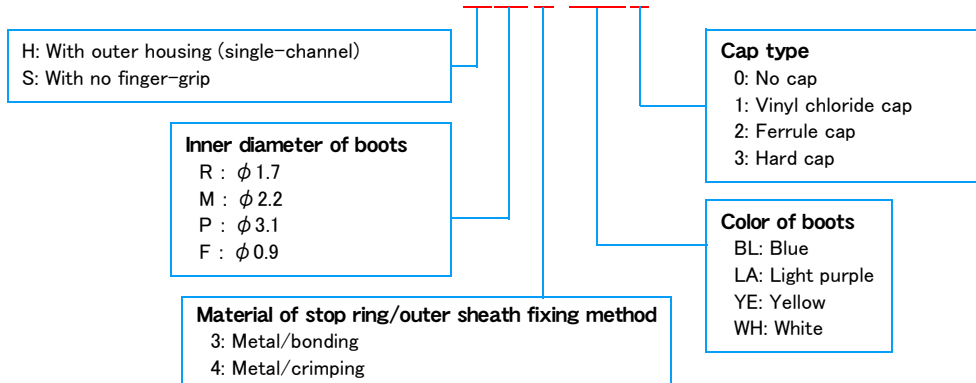 H: With outer housing (single-channel)
S: With no finger-grip
Inner diameter of boots
R : φ1.7
M : φ2.2
P : φ3.1
F : φ0.9
Material of stop ring/outer sheath fixing method
3: Metal/bonding
4: Metal/crimping
Cap type
0: No cap
1: Vinyl chloride cap
2: Ferrule cap
3: Hard cap
Color of boots
BL: Blue
LA: Light purple
YE: Yellow
WH: White